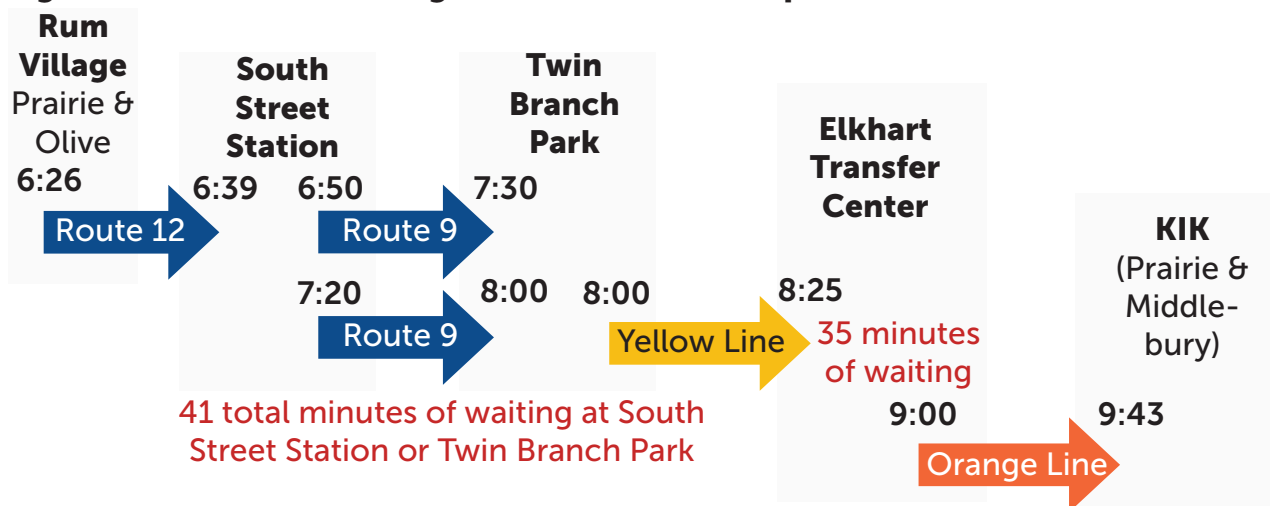 Rum
Village
Prairie &
Olive
6:26
Route 12
South
Street
Station
6:39 6:50
Route 9
7:20
Route 9
Twin
Branch
Park
7:30
8:00 8:00
Yellow Line
41 total minutes of waiting at South
Street Station or Twin Branch Park
Elkhart
Transfer
Center
8:25
35 minutes
of waiting
9:00
Orange Line
KIK
(Prairie &
Middle-
bury)
9:43